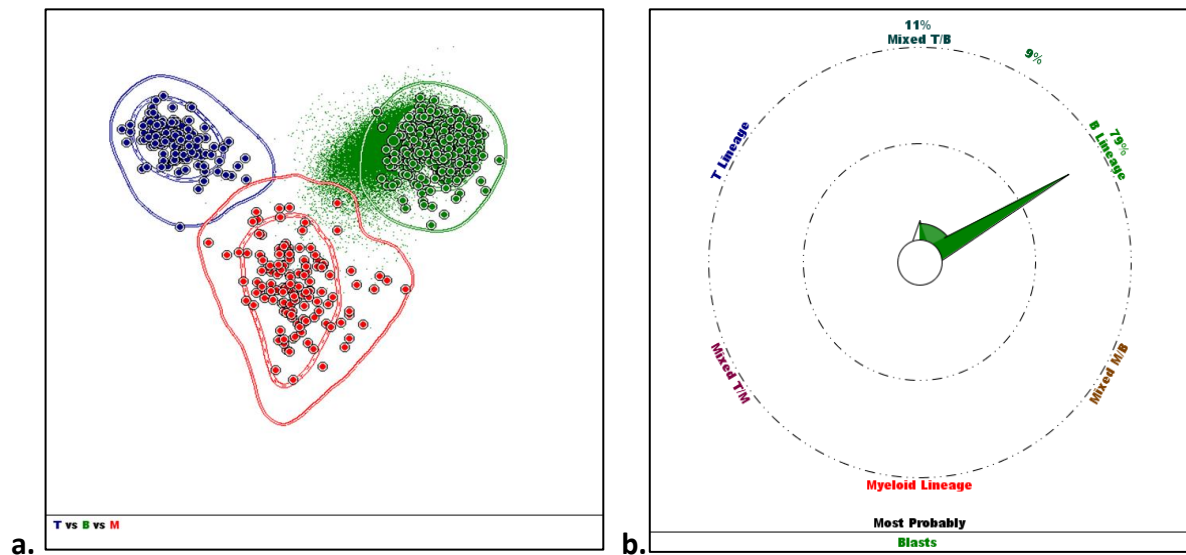 a.
T vs B vs M
b.
11%
Mixed T/B
9%
79%
B Lineage
T Lineage
Mixed T/M
Mixed M/B
Myeloid Lineage
Most Probably
Blasts